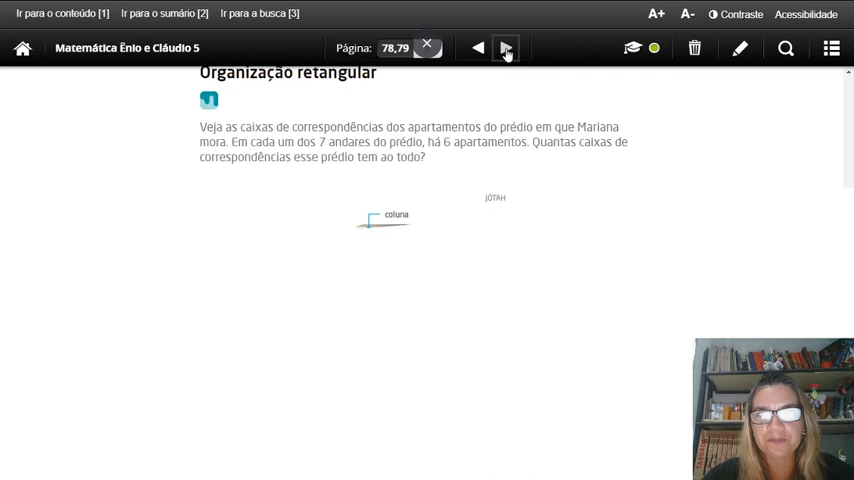 Ir para o conteúdo [1] Ir para o sumário [2] Ir para a busca [3] A+ A- Contraste Acessibilidade
Matemática Ênio e Cláudio 5 Página: 78,79
Organização retangular
Veja as caixas de correspondências dos apartamentos do prédio em que Mariana
mora. Em cada um dos 7 andares do prédio, há 6 apartamentos. Quantas caixas de
correspondências esse prédio tem ao todo?
JÓTAH
coluna